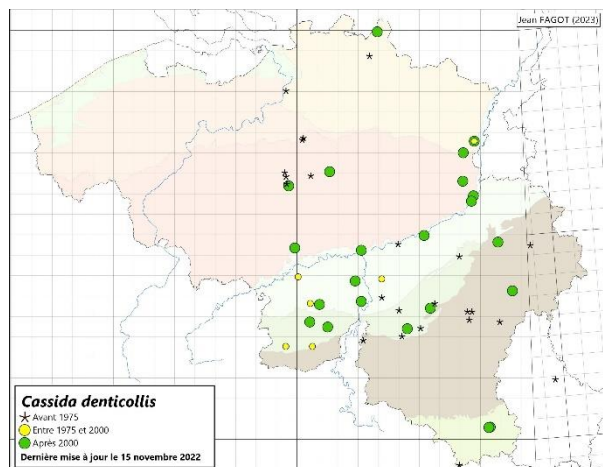 Jean FAGOT (2023)
Cassida denticollis
Avant 1975
Entre 1975 et 2000
Après 2000
Dernière mise à jour le 15 novembre 2022